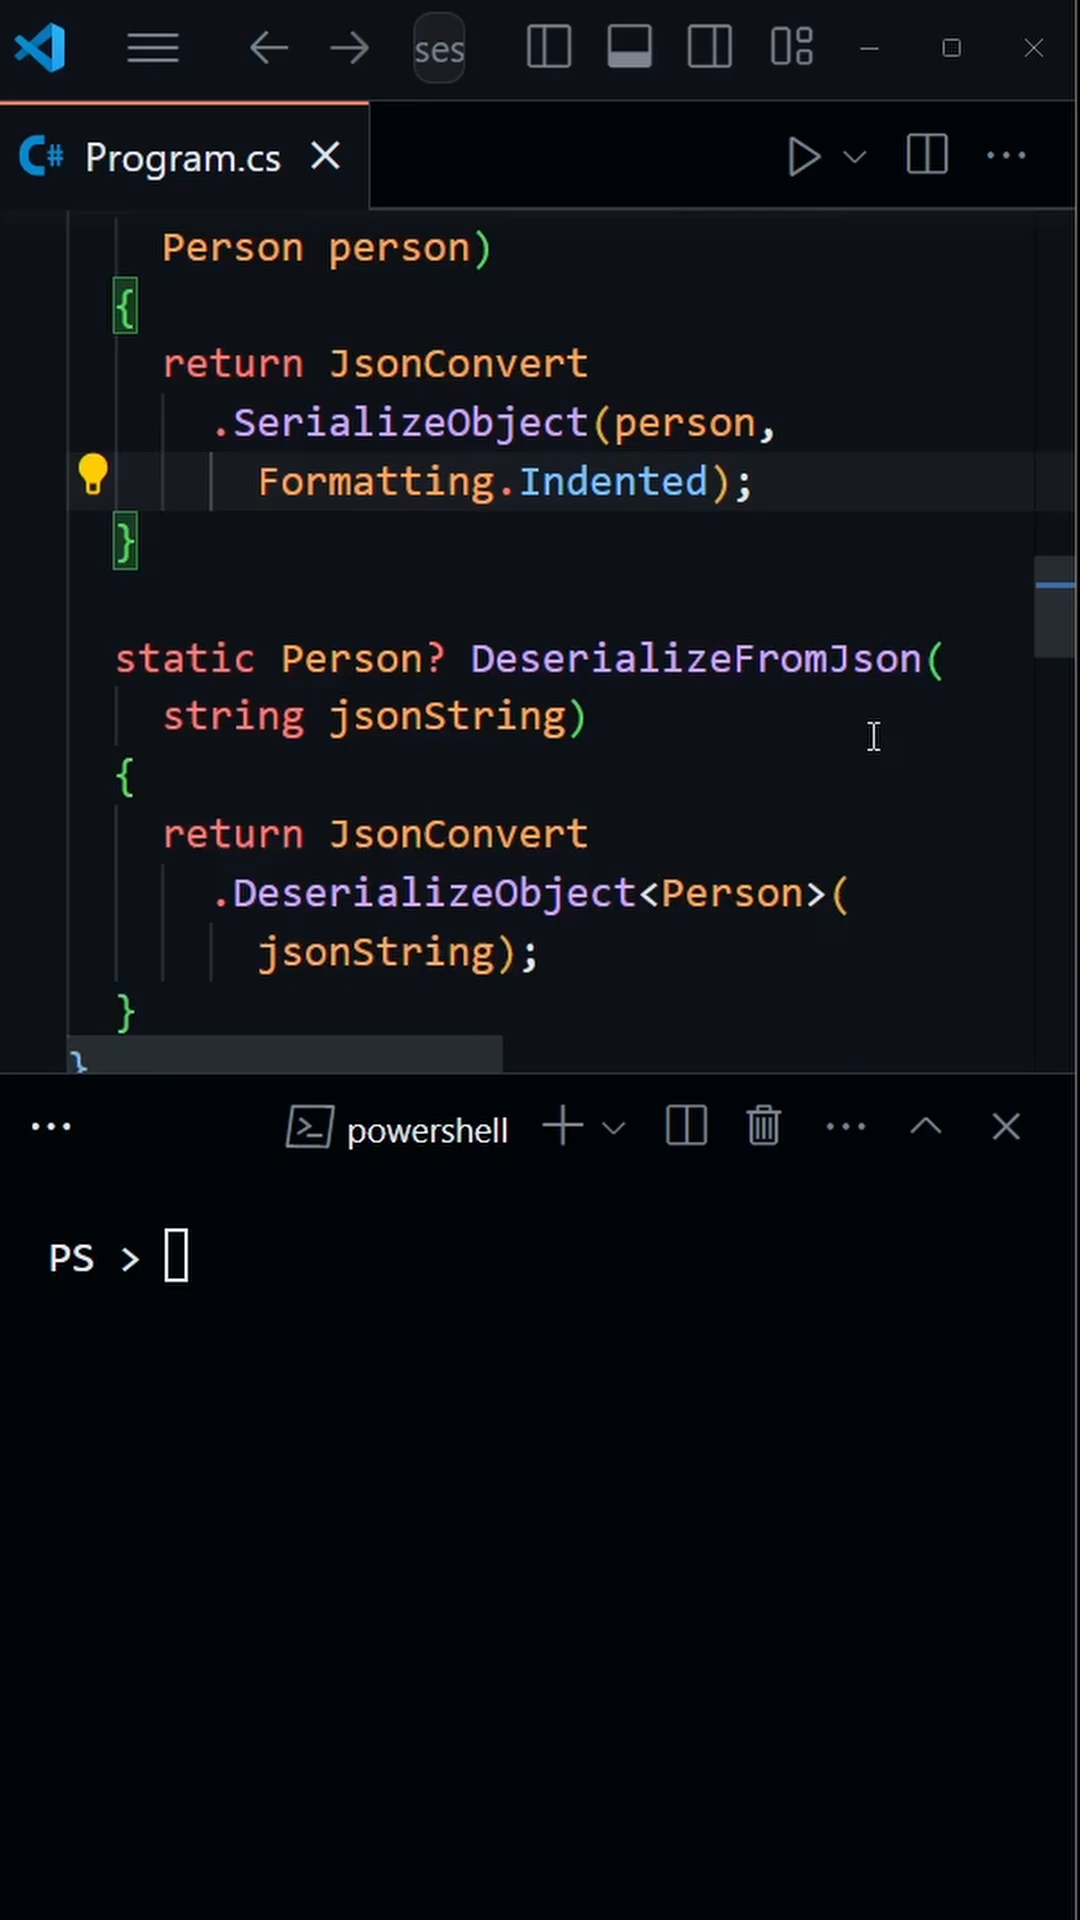 ses
Program.cs
Person person)
{
return JsonConvert
.SerializeObject(person,
Formatting.Indented);
}
static Person? DeserializeFromJson(
string jsonString)
{
return JsonConvert
.DeserializeObject<Person>(
jsonString);
}
}
powershell
PS >